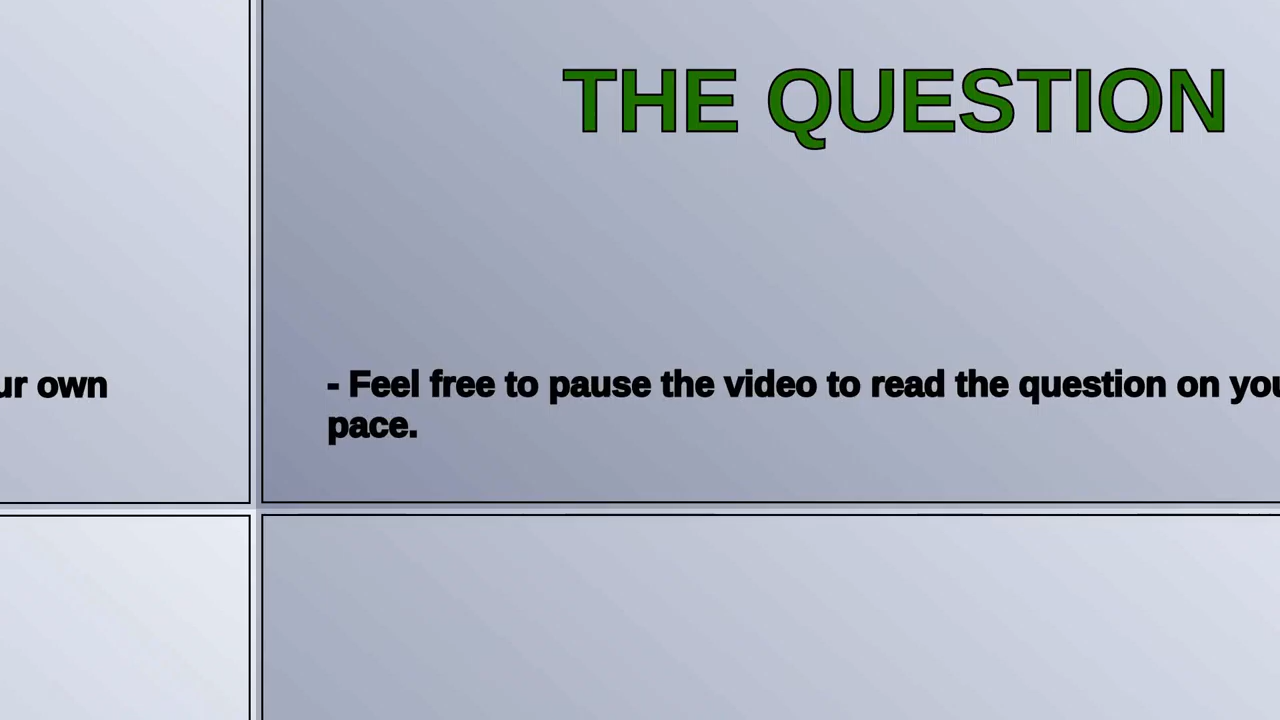 THE QUESTION
ur own
- Feel free to pause the video to read the question on you
pace.